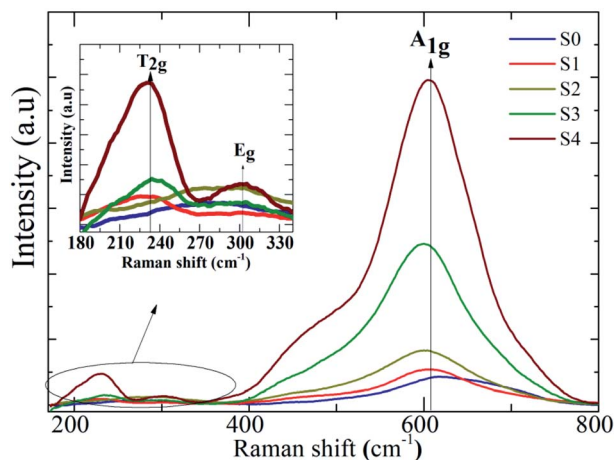 A1g
S0
S1
S2
S3
S4
T2g
Eg
Intensity (a.u)
180 210 240 270 300 330
Raman shift (cm-1)
Intensity (a.u)
200 400 600 800
Raman shift (cm-1)